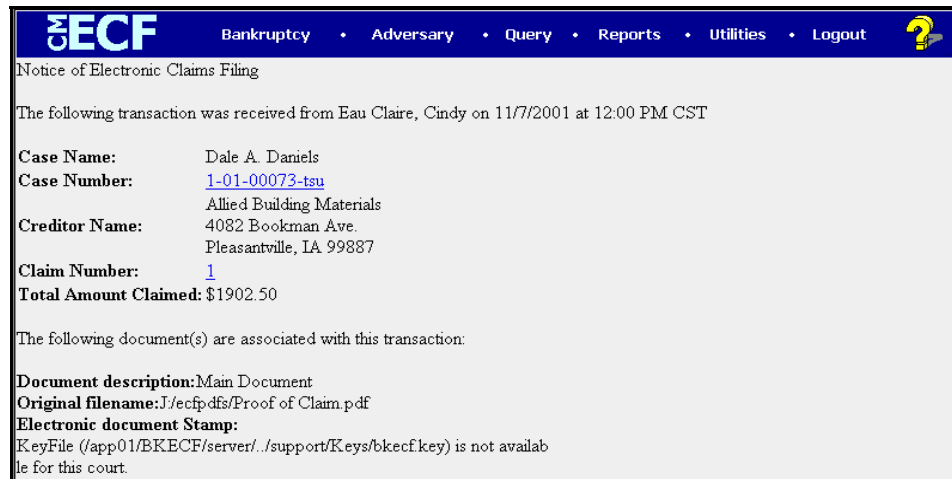 CM ECF Bankruptcy • Adversary • Query • Reports • Utilities • Logout ?
Notice of Electronic Claims Filing
The following transaction was received from Eau Claire, Cindy on 11/7/2001 at 12:00 PM CST
Case Name: Dale A. Daniels
Case Number: 1-01-00073-tsu
Allied Building Materials
Creditor Name: 4082 Bookman Ave.
Pleasantville, IA 99887
Claim Number: 1
Total Amount Claimed: $1902.50
The following document(s) are associated with this transaction:
Document description:Main Document
Original filename:J:/ecfpdfs/Proof of Claim.pdf
Electronic document Stamp:
KeyFile (/app01/BKECF/server/../support/Keys/bkecf.key) is not availab
le for this court.